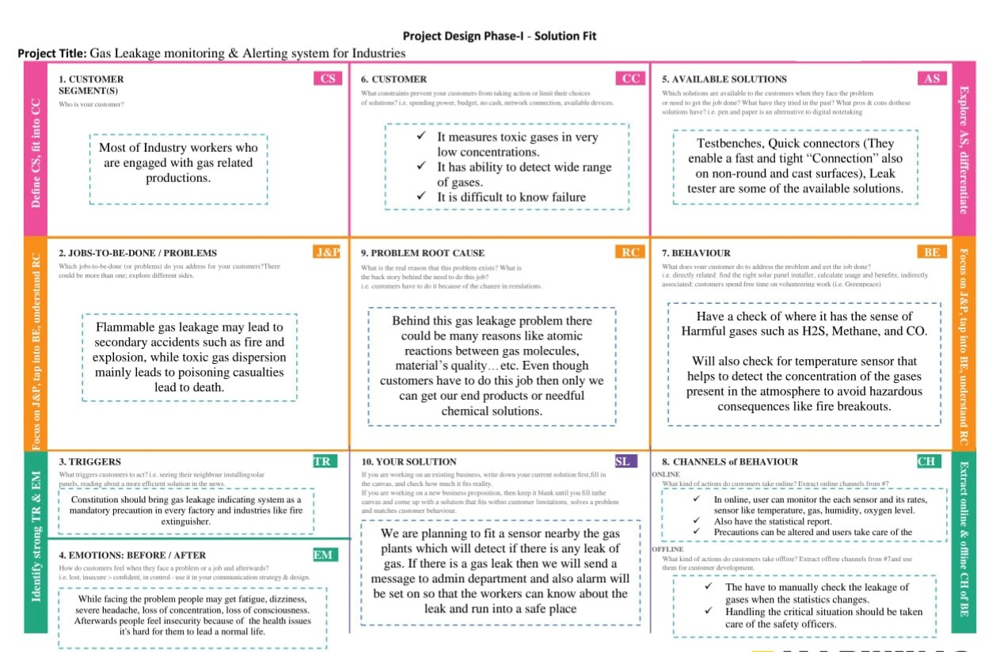 Project Design Phase-I - Solution Fit
Project Title: Gas Leakage monitoring & Alerting system for Industries
Define CS, fit into CC
1. CUSTOMER
SEGMENT(S)
CS
Who is your customer?
Most of Industry workers who
are engaged with gas related
productions.
6. CUSTOMER
CC
What constraints prevent your customers from taking action or limit their choices
of solutions? i.e. spending power, budget, no cash, network connection, available devices.
✓ It measures toxic gases in very
low concentrations.
✓ It has ability to detect wide range
of gases.
✓ It is difficult to know failure
5. AVAILABLE SOLUTIONS
AS
Which solutions are available to the customers when they face the problem
or need to get the job done? What have they tried in the past? What pros & cons dothese
solutions have? i.e. pen and paper is an alternative to digital notetaking
Testbenches, Quick connectors (They
enable a fast and tight “Connection” also
on non-round and cast surfaces), Leak
tester are some of the available solutions.
Explore AS, differentiate
Focus on J&P, tap into BE, understand RC
2. JOBS-TO-BE-DONE / PROBLEMS
J&P
Which jobs-to-be-done (or problems) do you address for your customers?There
could be more than one; explore different sides.
Flammable gas leakage may lead to
secondary accidents such as fire and
explosion, while toxic gas dispersion
mainly leads to poisoning casualties
lead to death.
9. PROBLEM ROOT CAUSE
RC
What is the real reason that this problem exists? What is
the back story behind the need to do this job?
i.e. customers have to do it because of the change in regulations.
Behind this gas leakage problem there
could be many reasons like atomic
reactions between gas molecules,
material’s quality…etc. Even though
customers have to do this job then only we
can get our end products or needful
chemical solutions.
7. BEHAVIOUR
BE
What does your customer do to address the problem and get the job done?
i.e. directly related: find the right solar panel installer, calculate usage and benefits; indirectly
associated: customers spend free time on volunteering work (i.e. Greenpeace)
Have a check of where it has the sense of
Harmful gases such as H2S, Methane, and CO.
Will also check for temperature sensor that
helps to detect the concentration of the gases
present in the atmosphere to avoid hazardous
consequences like fire breakouts.
Focus on J&P, tap into BE, understand RC
Identify strong TR & EM
3. TRIGGERS
TR
What triggers customers to act? i.e. seeing their neighbour installingsolar
panels, reading about a more efficient solution in the news.
Constitution should bring gas leakage indicating system as a
mandatory precaution in every factory and industries like fire
extinguisher.
4. EMOTIONS: BEFORE / AFTER
EM
How do customers feel when they face a problem or a job and afterwards?
i.e. lost, insecure > confident, in control - use it in your communication strategy & design.
While facing the problem people may get fatigue, dizziness,
severe headache, loss of concentration, loss of consciousness.
Afterwards people feel insecurity because of the health issues
it's hard for them to lead a normal life.
10. YOUR SOLUTION
SL
If you are working on an existing business, write down your current solution first,fill in
the canvas, and check how much it fits reality.
If you are working on a new business proposition, then keep it blank until you fill inthe
canvas and come up with a solution that fits within customer limitations, solves a problem
and matches customer behaviour.
We are planning to fit a sensor nearby the gas
plants which will detect if there is any leak of
gas. If there is a gas leak then we will send a
message to admin department and also alarm will
be set on so that the workers can know about the
leak and run into a safe place
8. CHANNELS of BEHAVIOUR
CH
ONLINE
What kind of actions do customers take online? Extract online channels from #7
✓ In online, user can monitor the each sensor and its rates,
sensor like temperature, gas, humidity, oxygen level.
✓ Also have the statistical report.
✓ Precautions can be altered and users take care of the
OFFLINE
What kind of actions do customers take offline? Extract offline channels from #7and use
them for customer development.
✓ The have to manually check the leakage of
gases when the statistics changes.
✓ Handling the critical situation should be taken
care of the safety officers.
Extract online & offline CH of BE